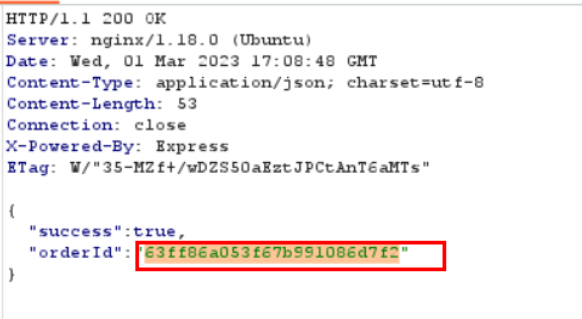 HTTP/1.1 200 OK
Server: nginx/1.18.0 (Ubuntu)
Date: Wed, 01 Mar 2023 17:08:48 GMT
Content-Type: application/json; charset=utf-8
Content-Length: 53
Connection: close
X-Powered-By: Express
ETag: W/"35-MZf+/wDZS50aEztJPCtAnT6aMTs"
{
"success":true,
"orderId":"63ff86a053f67b991086d7f2"
}